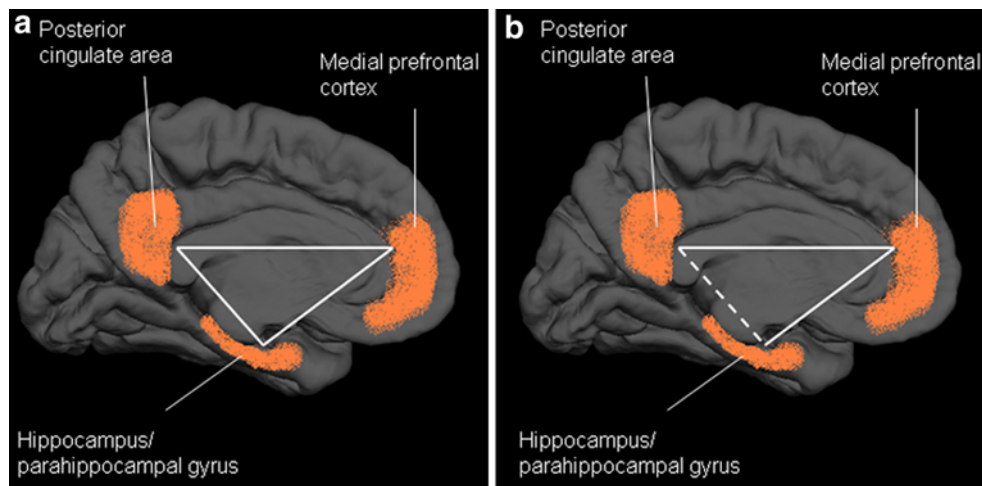 a
Posterior
cingulate area
Medial prefrontal
cortex
Hippocampus/
parahippocampal gyrus
b
Posterior
cingulate area
Medial prefrontal
cortex
Hippocampus/
parahippocampal gyrus